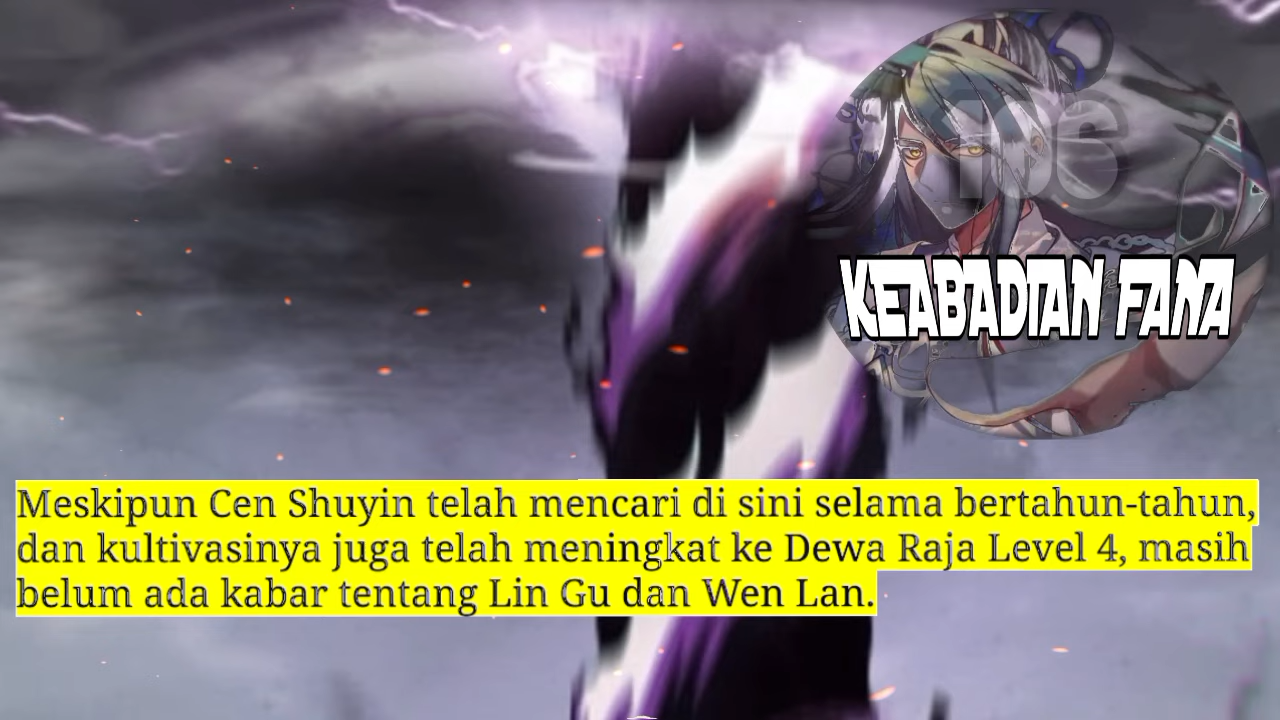 KEABADIAN FANA
Meskipun Cen Shuyin telah mencari di sini selama bertahun-tahun,
dan kultivasinya juga telah meningkat ke Dewa Raja Level 4, masih
belum ada kabar tentang Lin Gu dan Wen Lan.